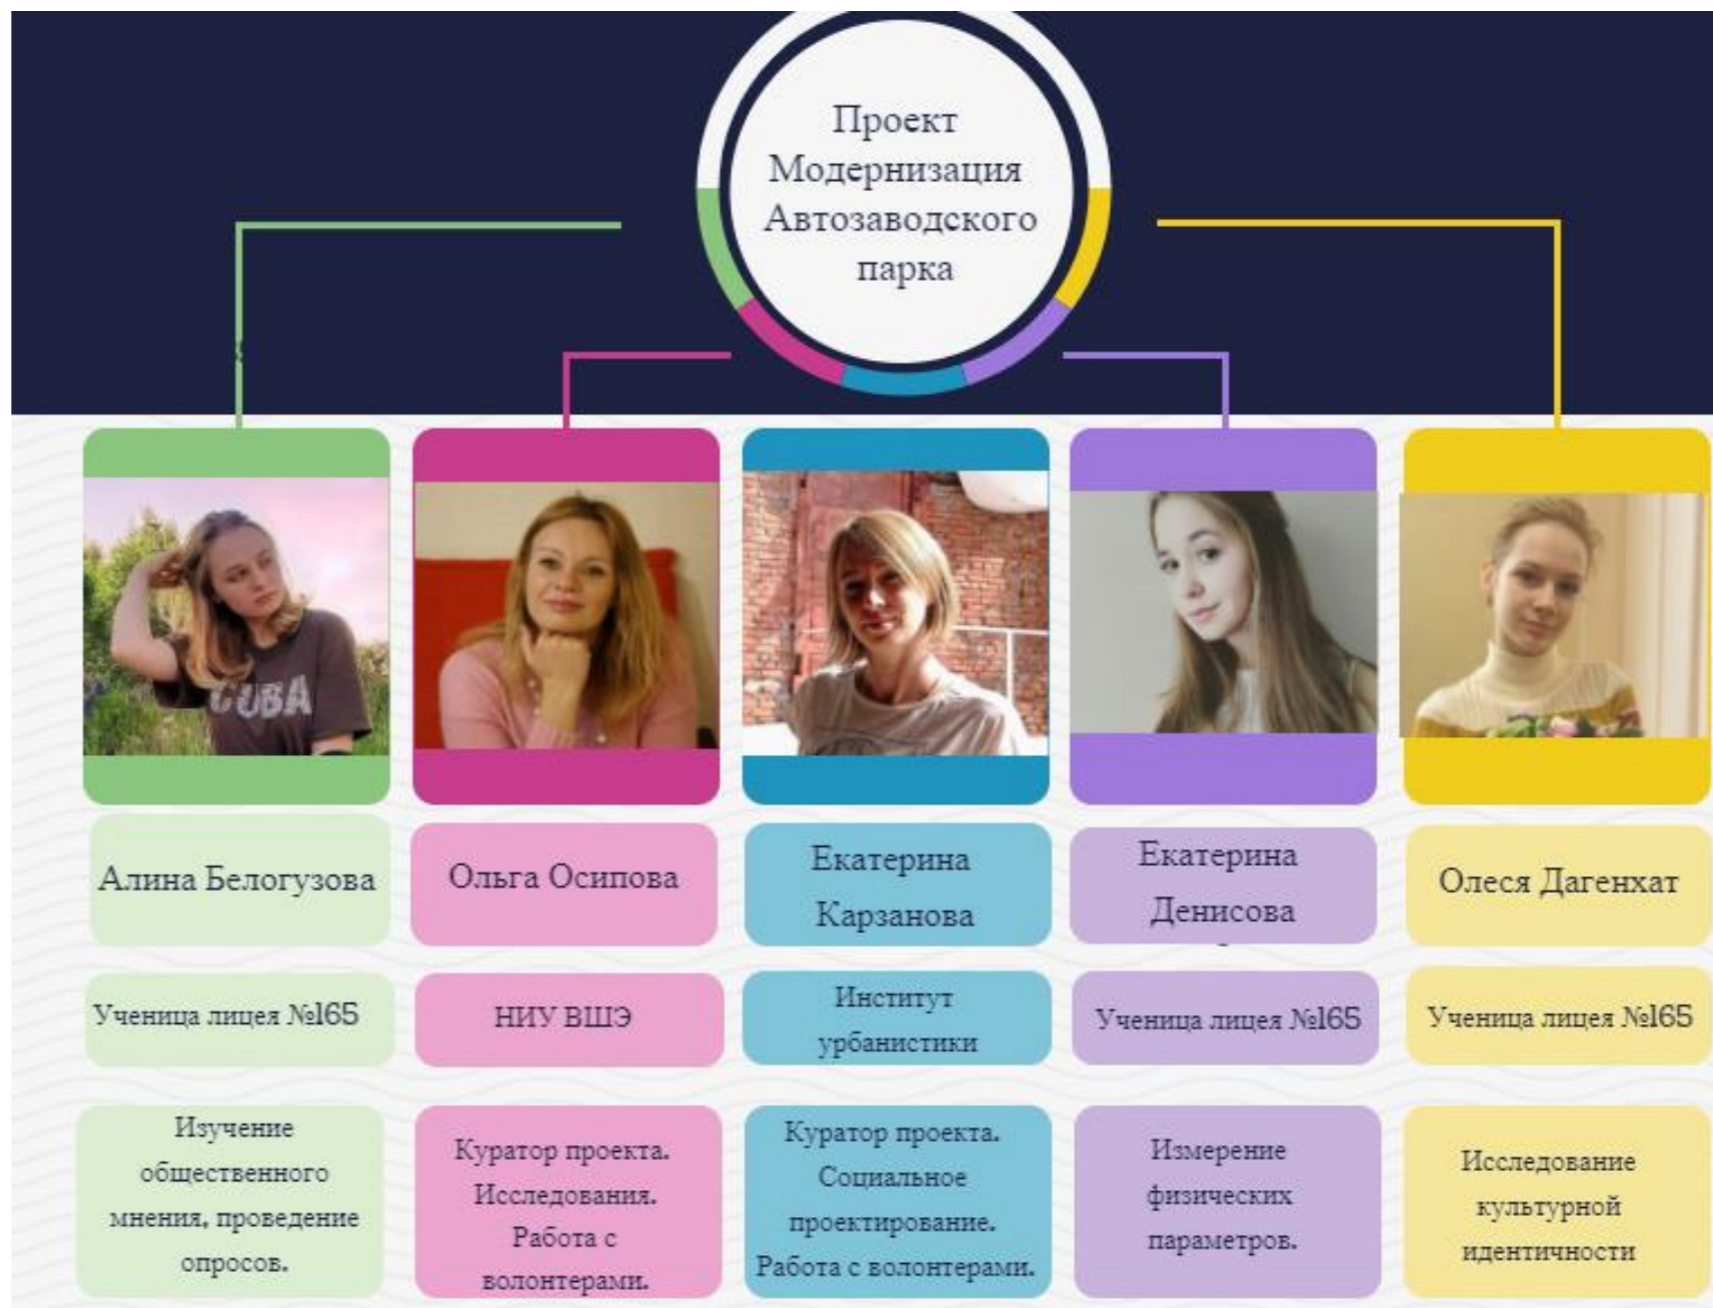 Проект
Модернизация
Автозаводского
парка
CUBA
Алина Белогузова
Ольга Осипова
Екатерина
Карзанова
Екатерина
Денисова
Олеся Дагенхат
Ученица лицея №165
НИУ ВШЭ
Институт
урбанистики
Ученица лицея №165
Ученица лицея №165
Изучение
общественного
мнения, проведение
опросов.
Куратор проекта.
Исследования.
Работа с
волонтерами.
Куратор проекта.
Социальное
проектирование.
Работа с волонтерами.
Измерение
физических
параметров.
Исследование
культурной
идентичности